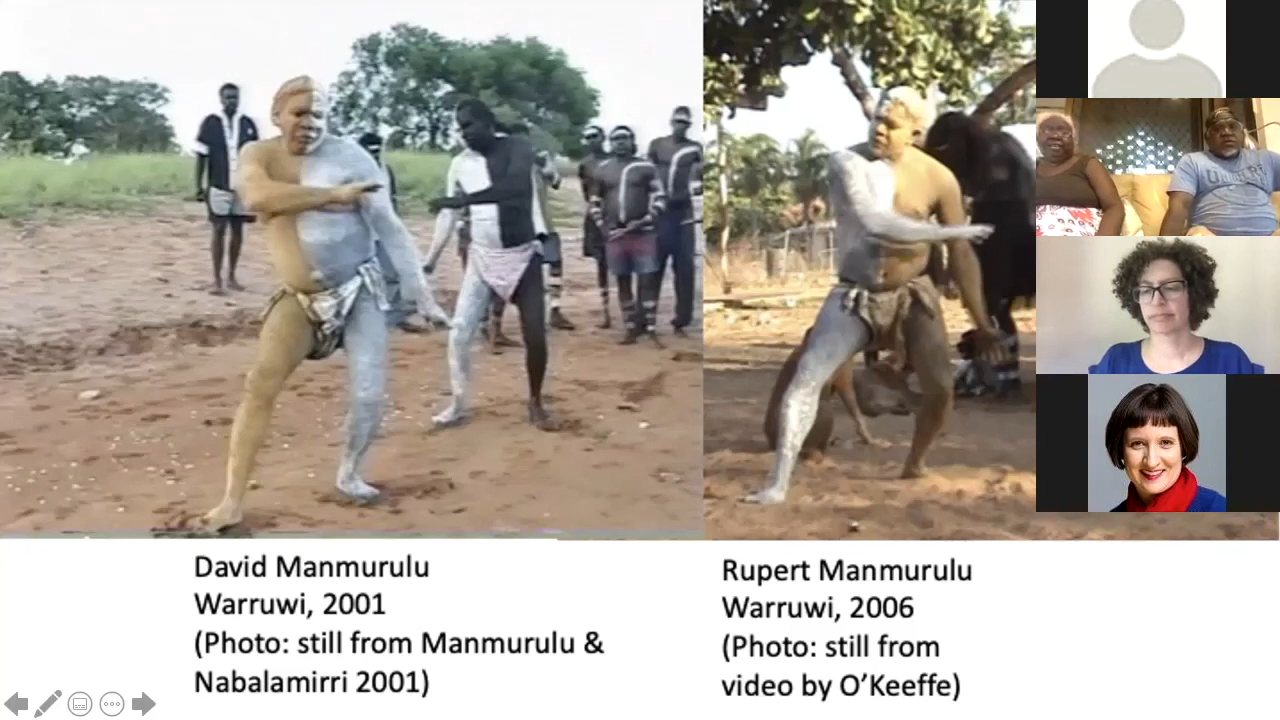 David Manmurulu
Warruwi, 2001
(Photo: still from Manmurulu &
Nabalamirri 2001)
Rupert Manmurulu
Warruwi, 2006
(Photo: still from
video by O’Keeffe)